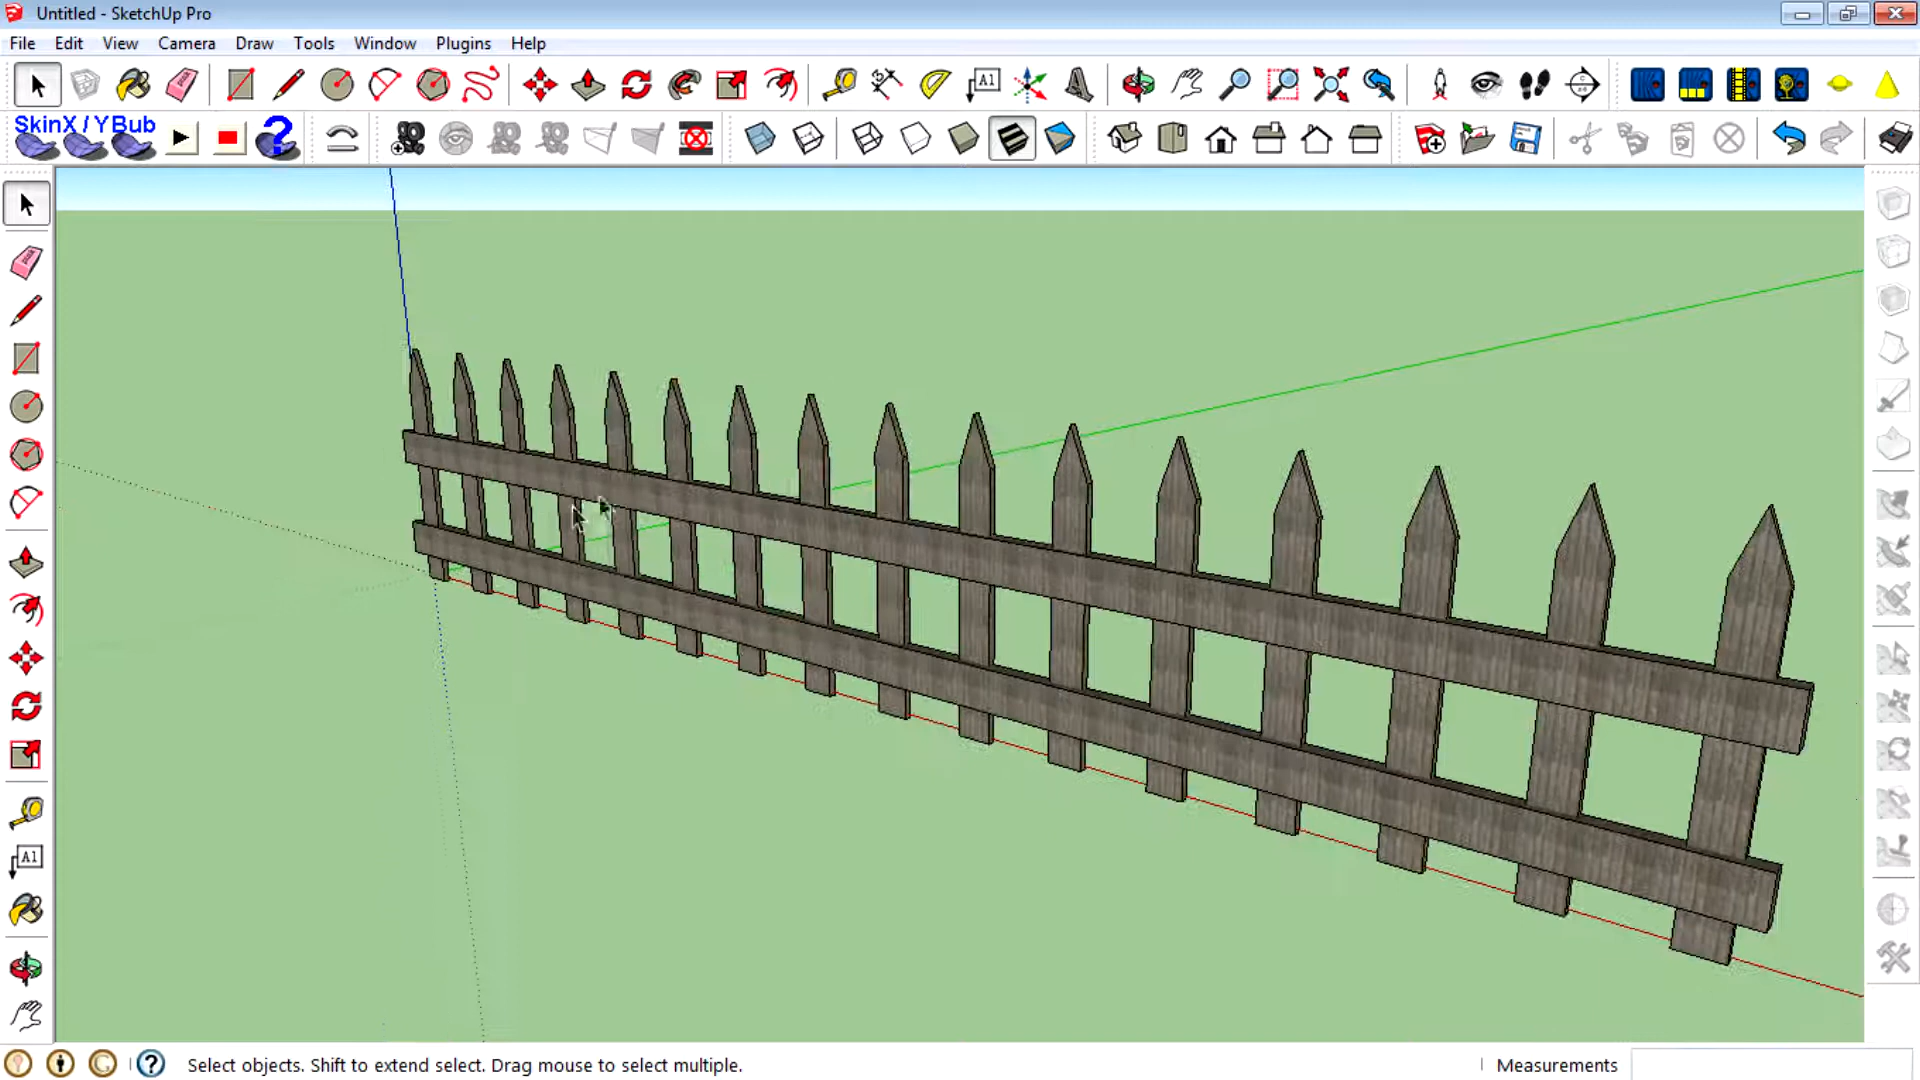 Untitled - SketchUp Pro
File Edit View Camera Draw Tools Window Plugins Help
A1
SkinX / YBub
?
A1
? Select objects. Shift to extend select. Drag mouse to select multiple. Measurements